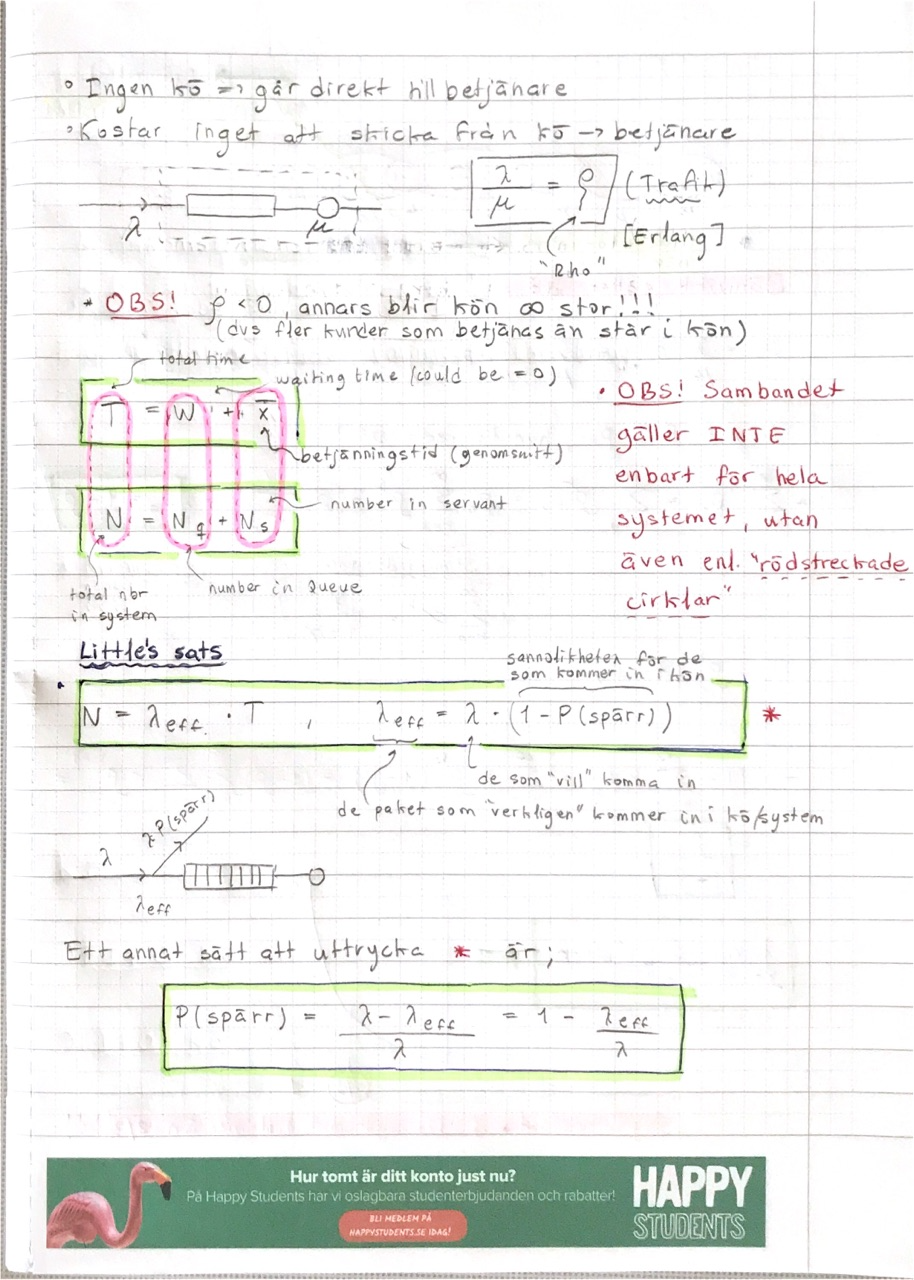 ° Ingen kö => går direkt till betjänare
° Kostar inget att skicka från kö → betjänare
λ
μ
λ/μ = ρ (Trafik)
[Erlang]
"Rho"
* OBS! ρ < 0, annars blir kön ∞ stor!!!
(dvs fler kunder som betjänas än står i kön)
total time
waiting time (could be = 0)
T = W + x̄
betjänningstid (genomsnitt)
number in servant
N = Nq + Ns
total nbr
in system
number in Queue
• OBS! Sambandet
gäller INTE
enbart för hela
systemet, utan
även enl. "rödstreckade
cirklar"
Little's sats
sannolikheten för de
som kommer in i kön
N = λeff. · T , λeff = λ · (1 - P(spärr)) *
de som "vill" komma in
de paket som "verkligen" kommer in i kö/system
λ
λ P(spärr)
λeff
Ett annat sätt att uttrycka * är;
P(spärr) = (λ - λeff)/λ = 1 - λeff/λ
Hur tomt är ditt konto just nu?
På Happy Students har vi oslagbara studenterbjudanden och rabatter!
BLI MEDLEM PÅ
HAPPYSTUDENTS.SE IDAG!
HAPPY
STUDENTS